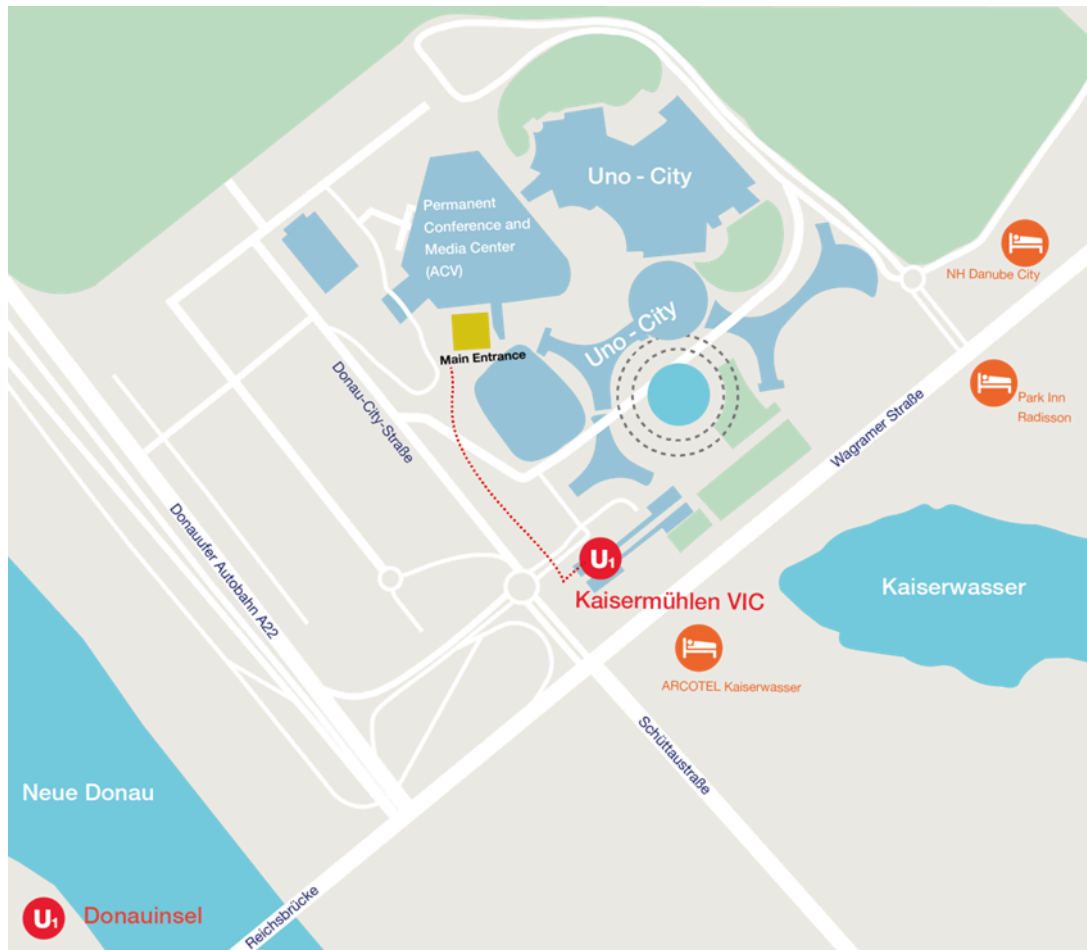 Uno - City
Permanent
Conference and
Media Center
(ACV)
NH Danube City
Uno - City
Main Entrance
Donau-City-Straße
Park Inn
Radisson
Wagramer Straße
Donauufer Autobahn A22
U1
Kaisermühlen VIC
Kaiserwasser
ARCOTEL Kaiserwasser
Schüttaustraße
Neue Donau
U1 Donauinsel
Reichsbrücke